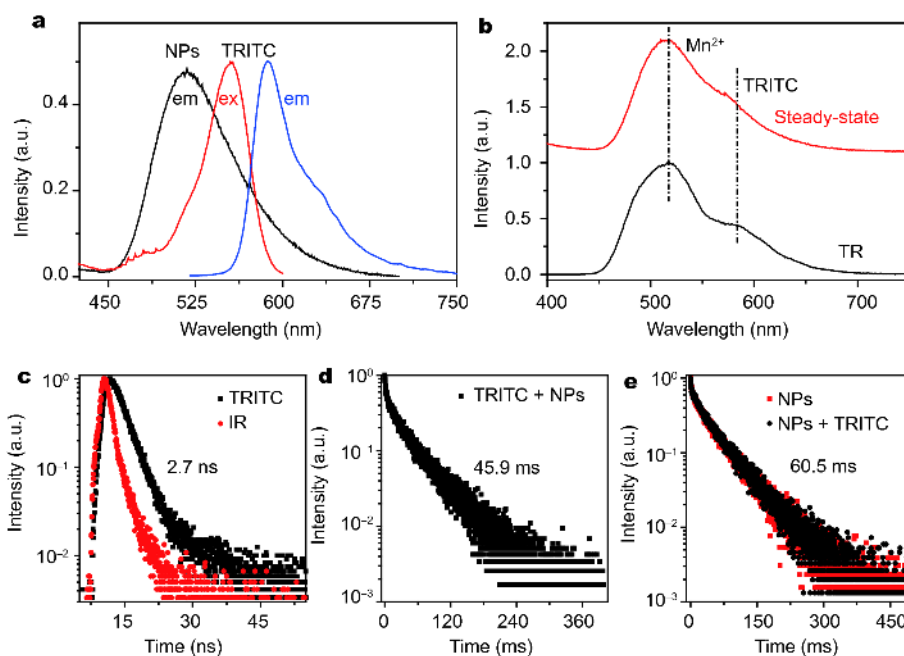 a
NPs TRITC
em ex em
0.4
0.2
0.0
Intensity (a.u.)
450 525 600 675 750
Wavelength (nm)
b
Mn²⁺
TRITC
Steady-state
TR
2.0
1.5
1.0
0.5
0.0
Intensity (a.u.)
400 500 600 700
Wavelength (nm)
c
TRITC
IR
2.7 ns
10⁰
10⁻¹
10⁻²
Intensity (a.u.)
15 30 45
Time (ns)
d
TRITC + NPs
45.9 ms
10⁰
10⁻¹
10⁻²
10⁻³
Intensity (a.u.)
0 120 240 360
Time (ms)
e
NPs
NPs + TRITC
60.5 ms
10⁰
10⁻¹
10⁻²
10⁻³
Intensity (a.u.)
0 150 300 450
Time (ms)